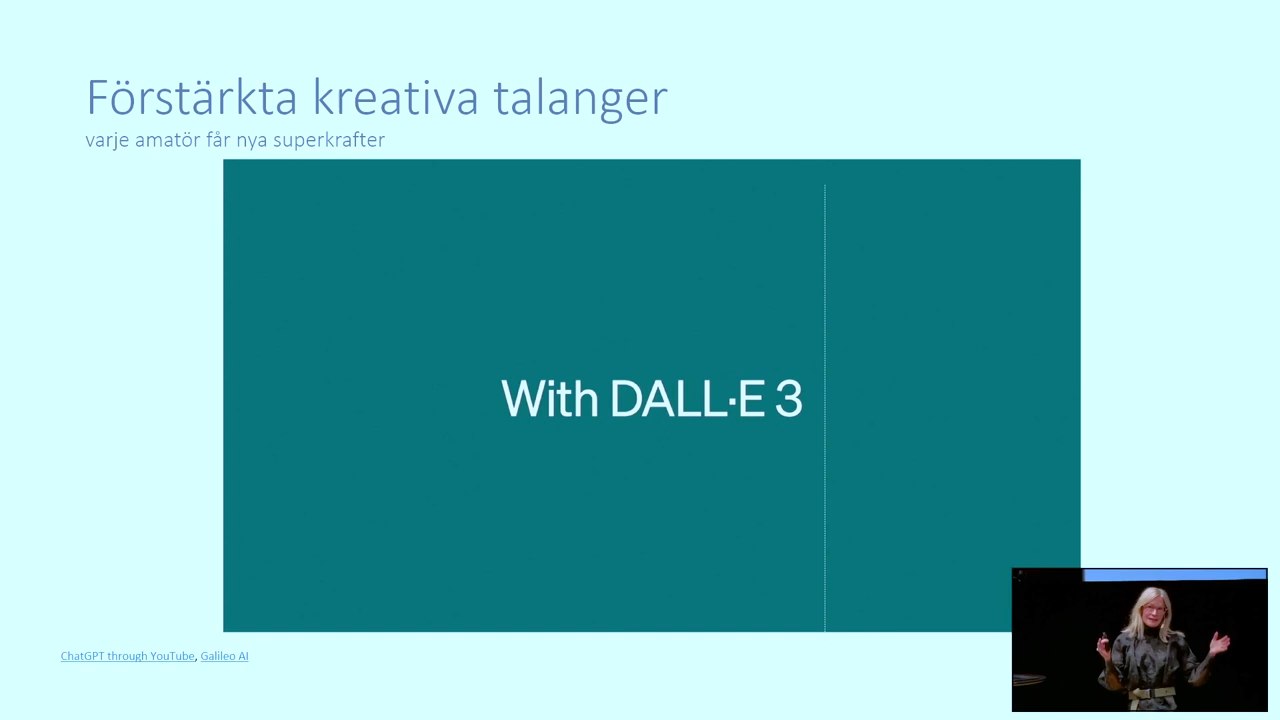 Förstärkta kreativa talanger
varje amatör får nya superkrafter
With DALL·E 3
ChatGPT through YouTube, Galileo AI